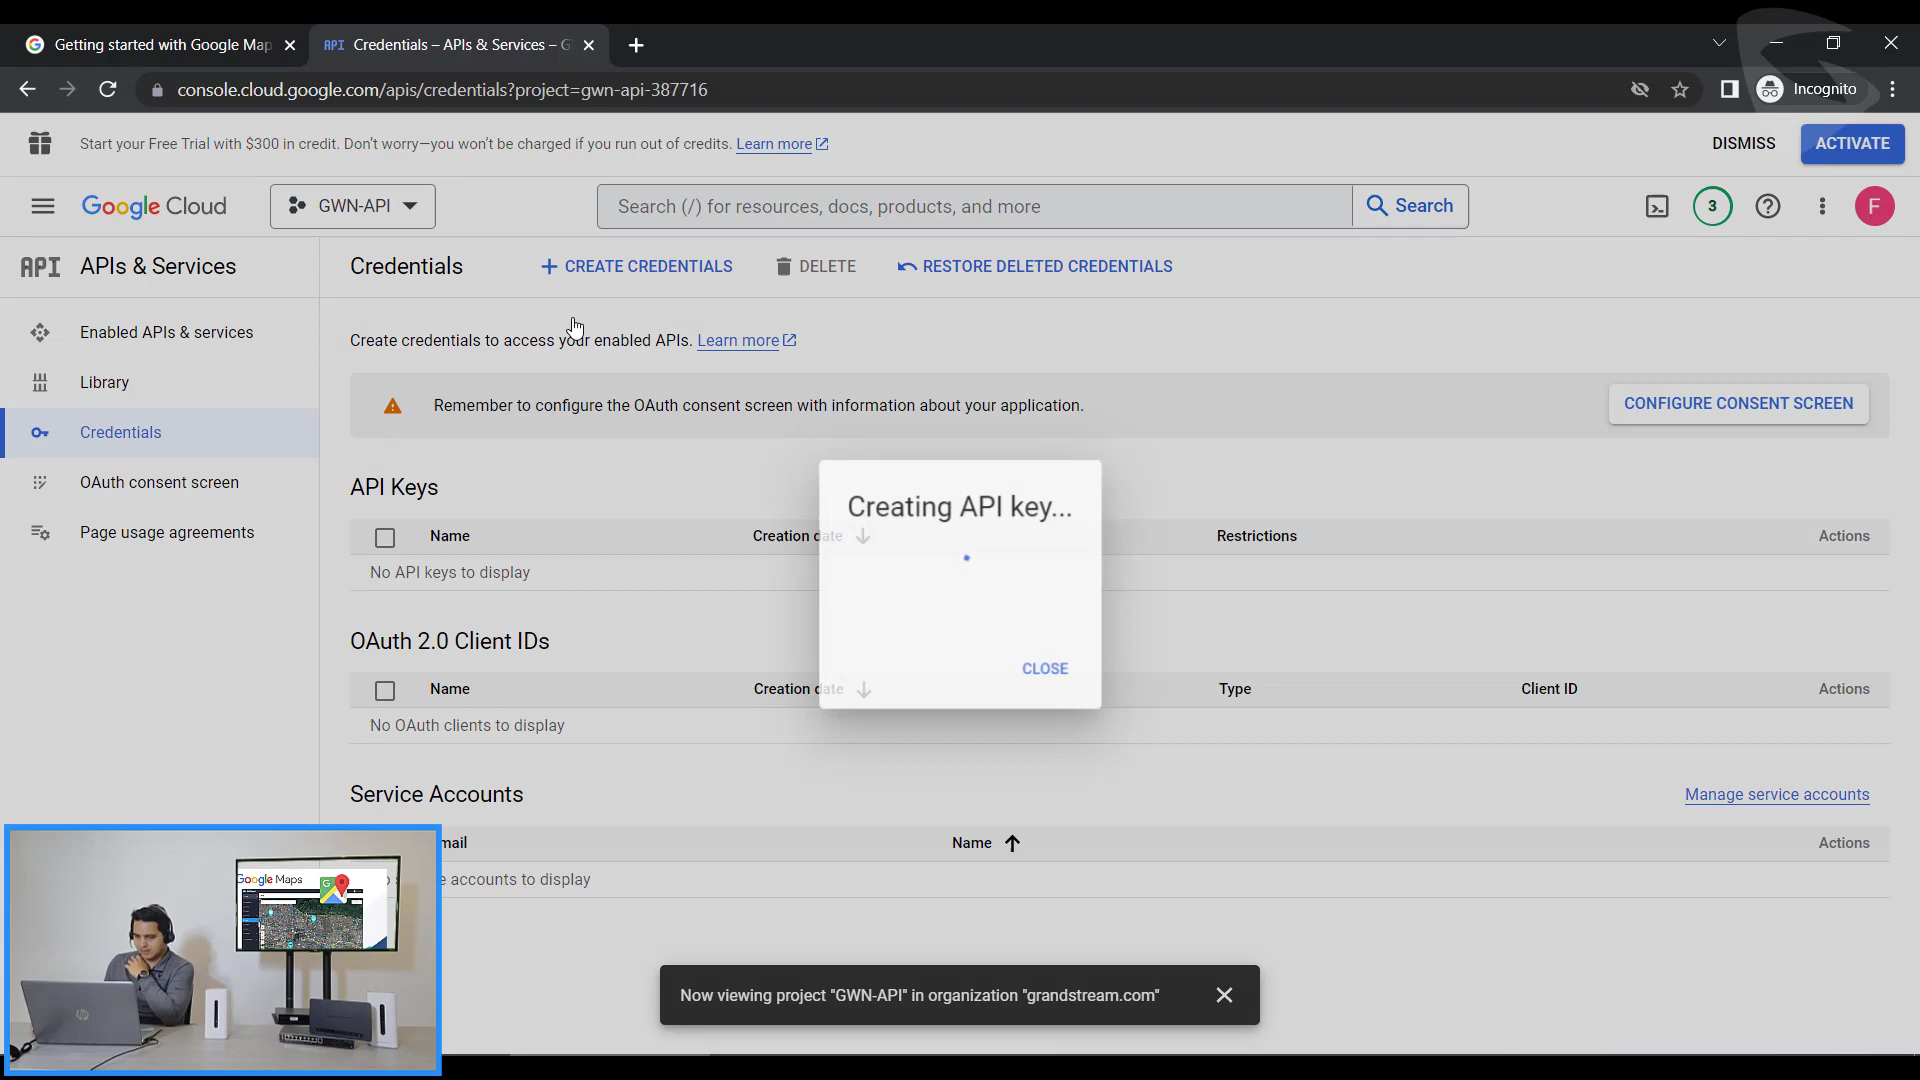 Getting started with Google Map
API Credentials – APIs & Services – G
console.cloud.google.com/apis/credentials?project=gwn-api-387716
Incognito
Start your Free Trial with $300 in credit. Don't worry—you won't be charged if you run out of credits. Learn more
DISMISS
ACTIVATE
Google Cloud
GWN-API
Search (/) for resources, docs, products, and more
Search
3
F
API APIs & Services
Credentials
CREATE CREDENTIALS
DELETE
RESTORE DELETED CREDENTIALS
Enabled APIs & services
Library
Credentials
OAuth consent screen
Page usage agreements
Create credentials to access your enabled APIs. Learn more
Remember to configure the OAuth consent screen with information about your application.
CONFIGURE CONSENT SCREEN
API Keys
Name
Creation date
Restrictions
Actions
No API keys to display
Creating API key...
CLOSE
OAuth 2.0 Client IDs
Name
Creation date
Type
Client ID
Actions
No OAuth clients to display
Service Accounts
Manage service accounts
mail
Name
Actions
e accounts to display
Google Maps
G
hp
Now viewing project "GWN-API" in organization "grandstream.com"